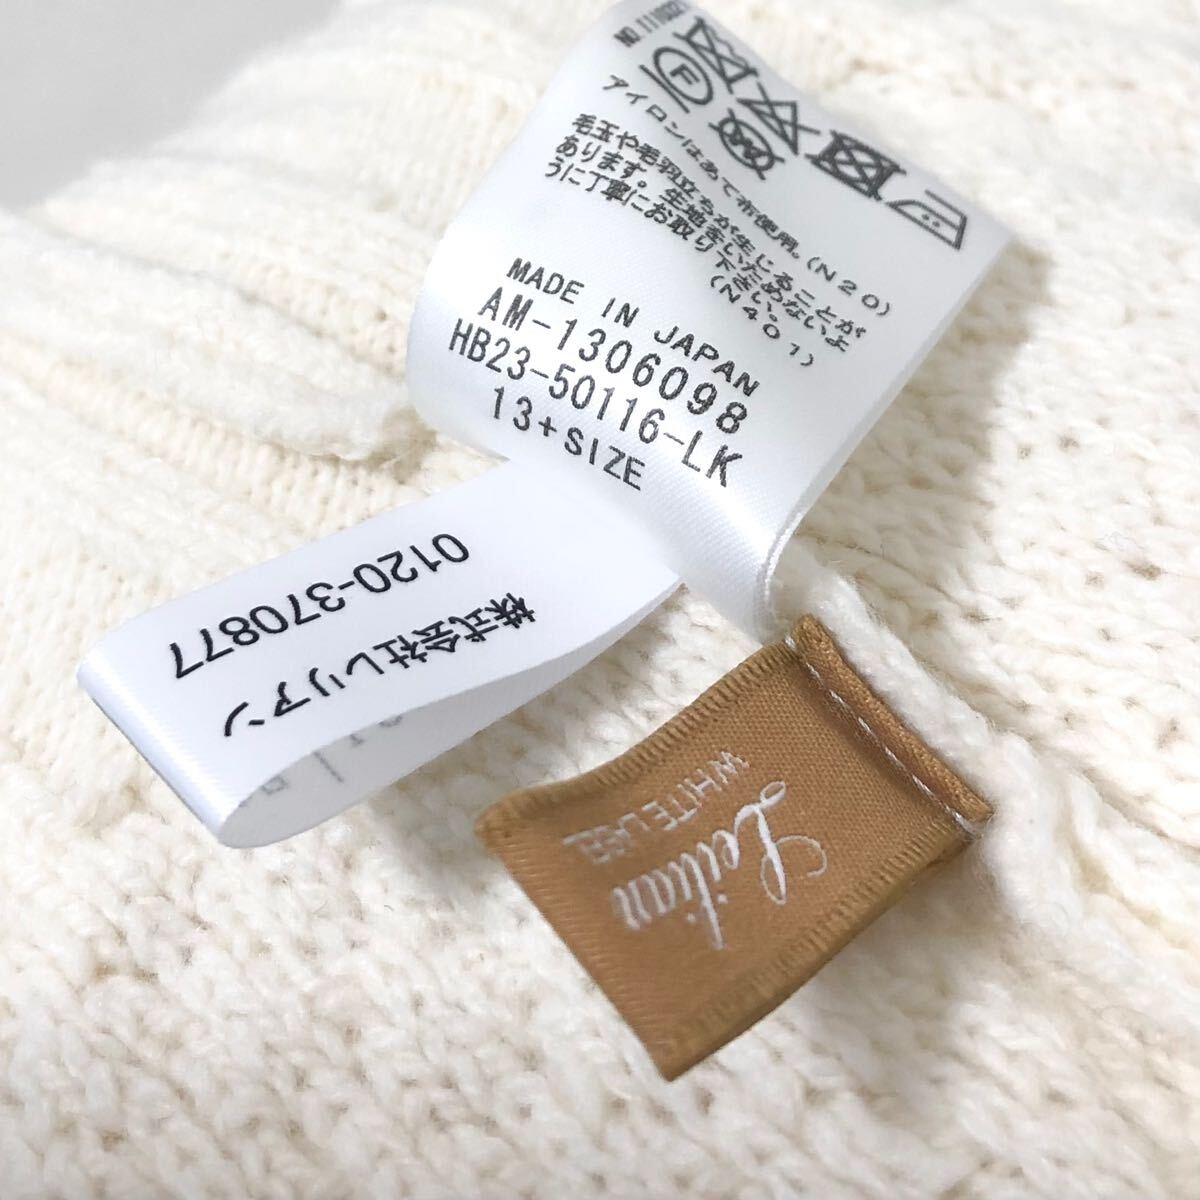 アイロンはあて布使用。(N20)
毛玉や毛羽立ちが生じることが
あります。生地をいためないよ
うに丁寧にお取り下さい。
(N401)
MADE IN JAPAN
AM-1306098
HB23-50116-LK
13+SIZE
株式会社レリアン
0120-370877
Leilian
WHITE LABEL